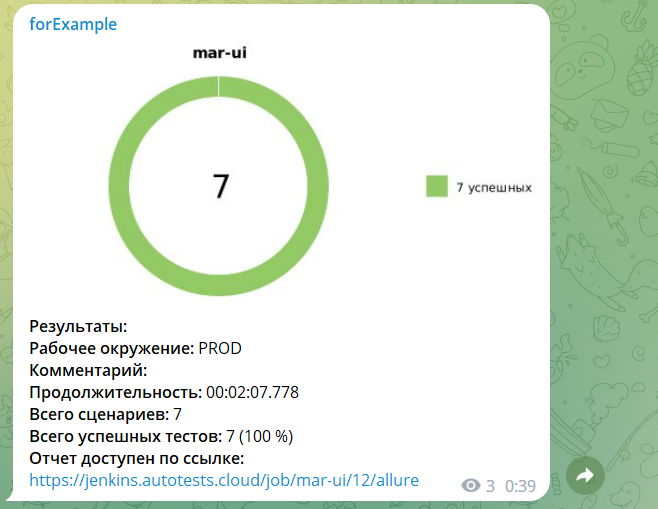 forExample
mar-ui
7
7 успешных
Результаты:
Рабочее окружение: PROD
Комментарий:
Продолжительность: 00:02:07.778
Всего сценариев: 7
Всего успешных тестов: 7 (100 %)
Отчет доступен по ссылке:
https://jenkins.autotests.cloud/job/mar-ui/12/allure
3 0:39